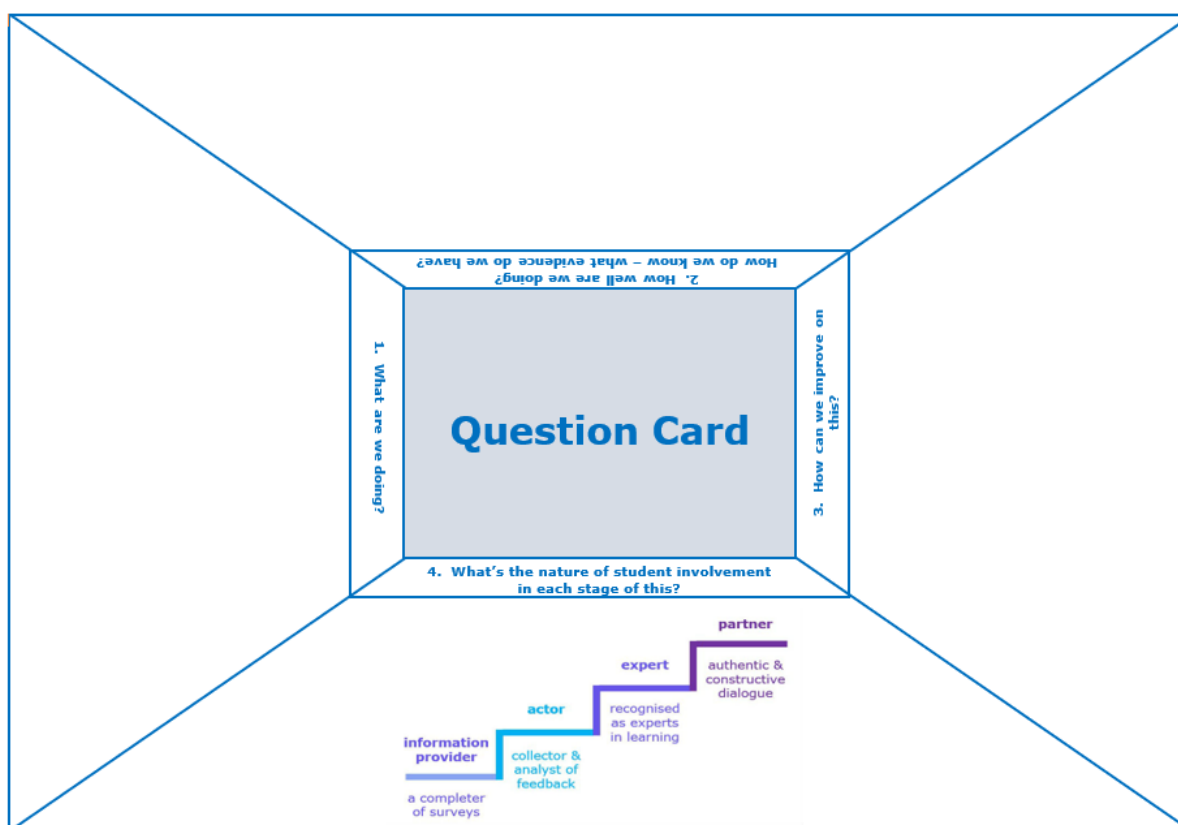 How do we know – what evidence do we have?
2. How well are we doing?
1. What are we doing?
Question Card
3. How can we improve on
this?
4. What’s the nature of student involvement
in each stage of this?
partner
authentic &
constructive
dialogue
expert
recognised
as experts
in learning
actor
collector &
analyst of
feedback
information
provider
a completer
of surveys